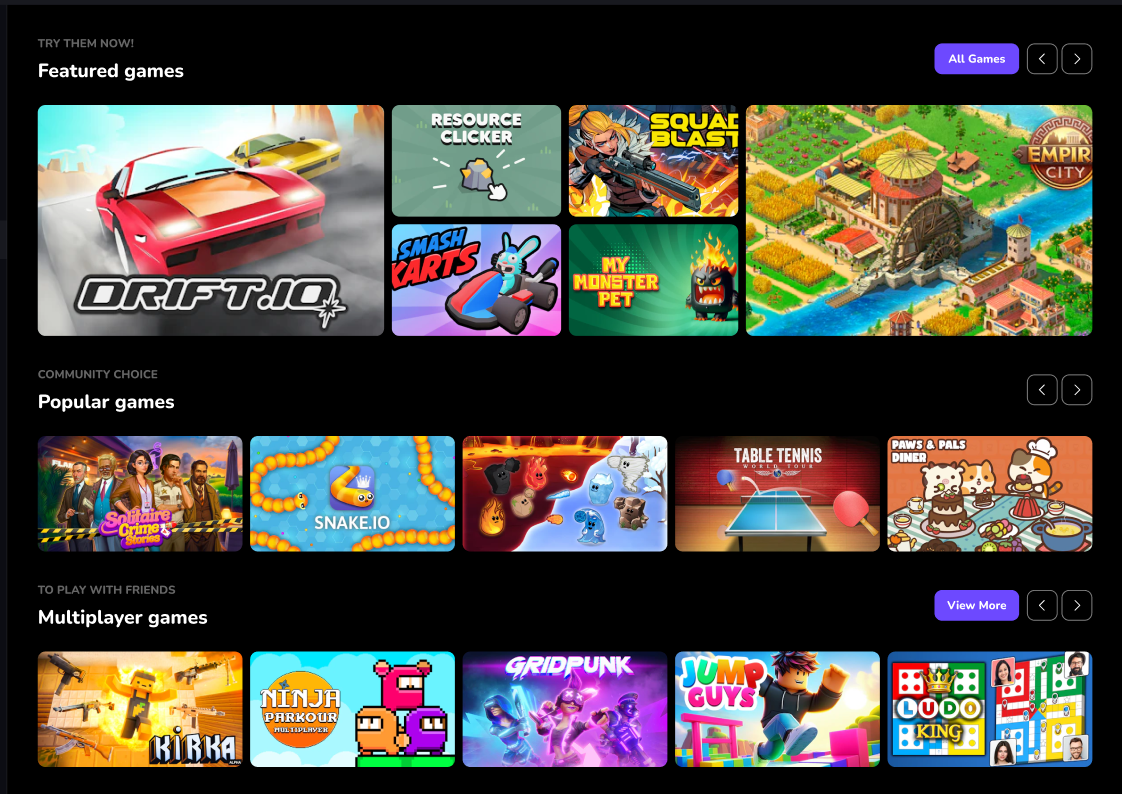 TRY THEM NOW!
Featured games
All Games
DRIFT.IO
RESOURCE
CLICKER
SQUAD
BLAST
SMASH
KARTS
MY
MONSTER
PET
EMPIR
CITY
COMMUNITY CHOICE
Popular games
Solitaire
Crime
Stories
SNAKE.IO
TABLE TENNIS
WORLD TOUR
PAWS & PALS
DINER
TO PLAY WITH FRIENDS
Multiplayer games
View More
KIRKA
ALPHA
NINJA
PARKOUR
MULTIPLAYER
GRIDPUNK
JUMP
GUYS
LUDO
KING